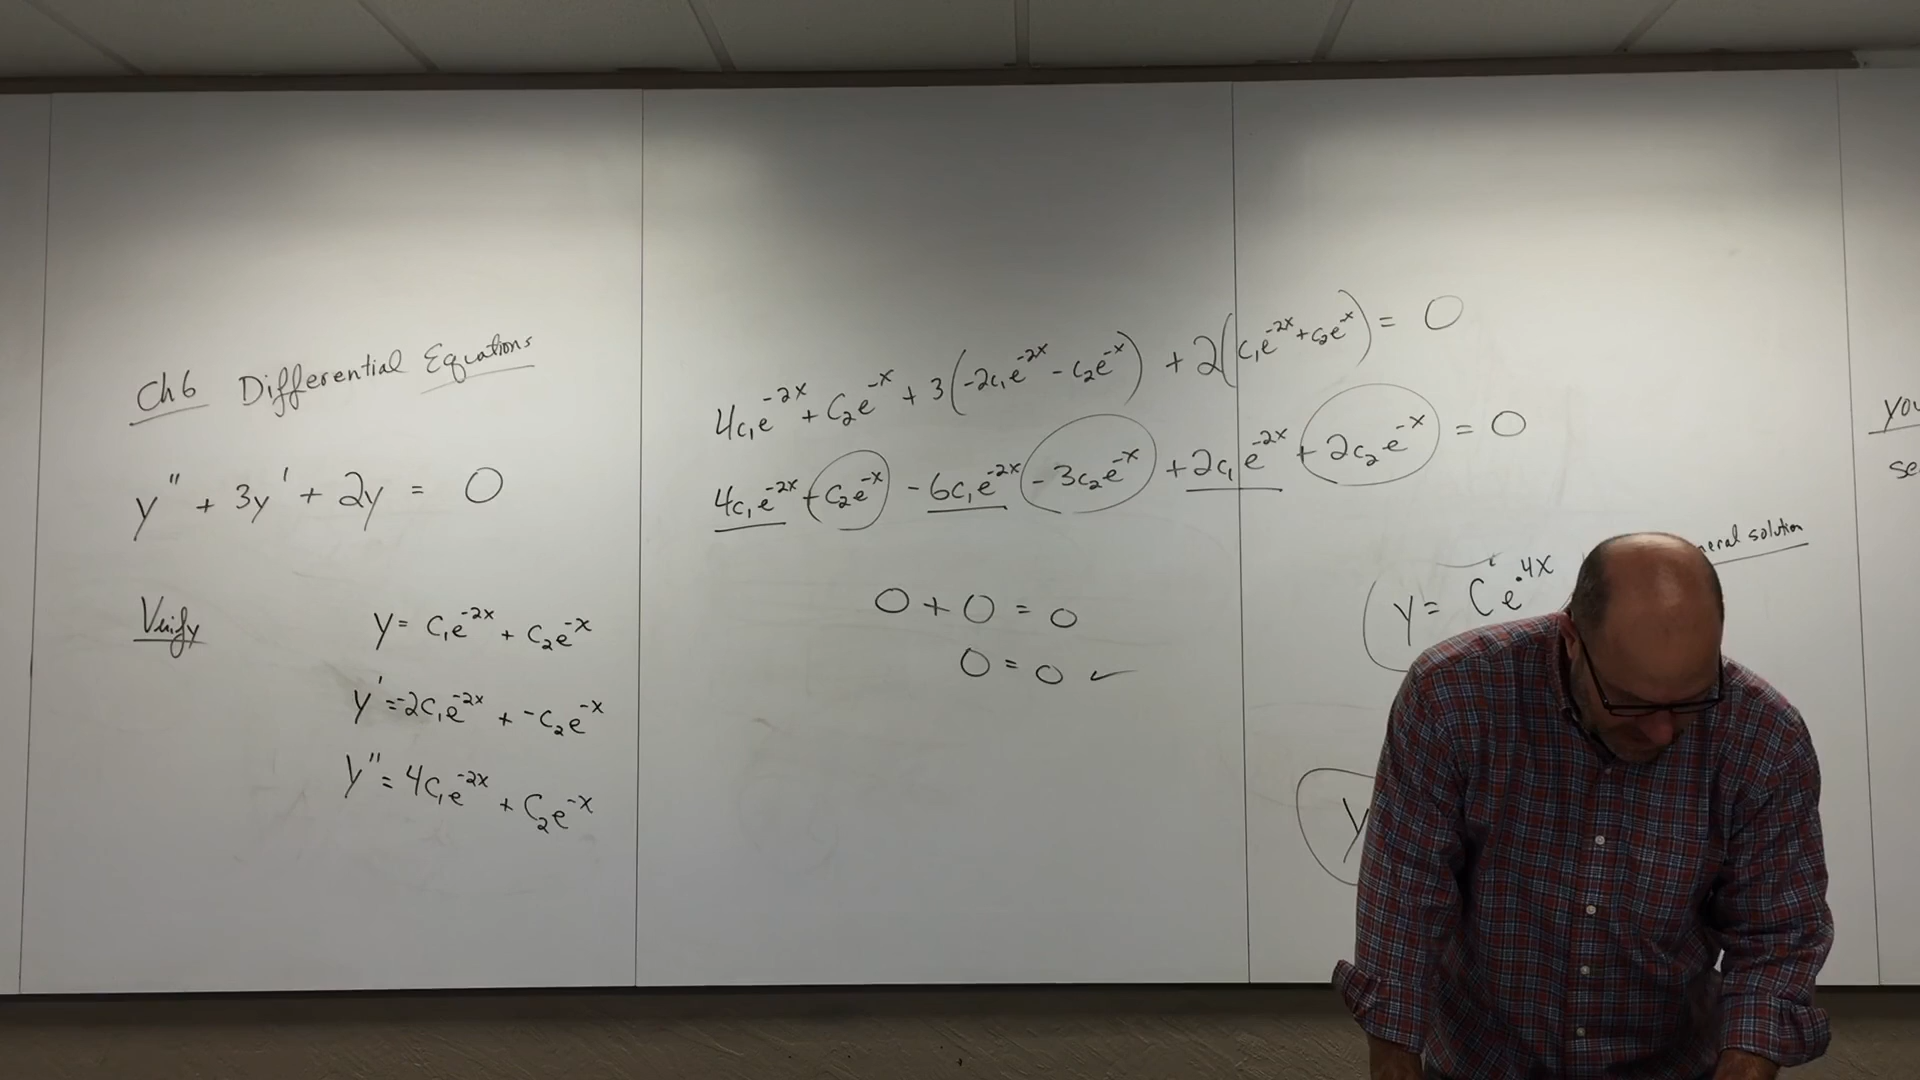 Ch6 Differential Equations
y'' + 3y' + 2y = 0
Verify
y = c₁e^-2x + c₂e^-x
y' = -2c₁e^-2x + -c₂e^-x
y'' = 4c₁e^-2x + c₂e^-x
4c₁e^-2x + c₂e^-x + 3(-2c₁e^-2x - c₂e^-x) + 2(c₁e^-2x + c₂e^-x) = 0
4c₁e^-2x + c₂e^-x - 6c₁e^-2x - 3c₂e^-x + 2c₁e^-2x + 2c₂e^-x = 0
0 + 0 = 0
0 = 0 ✓
solution
y = Ce^.4x
y